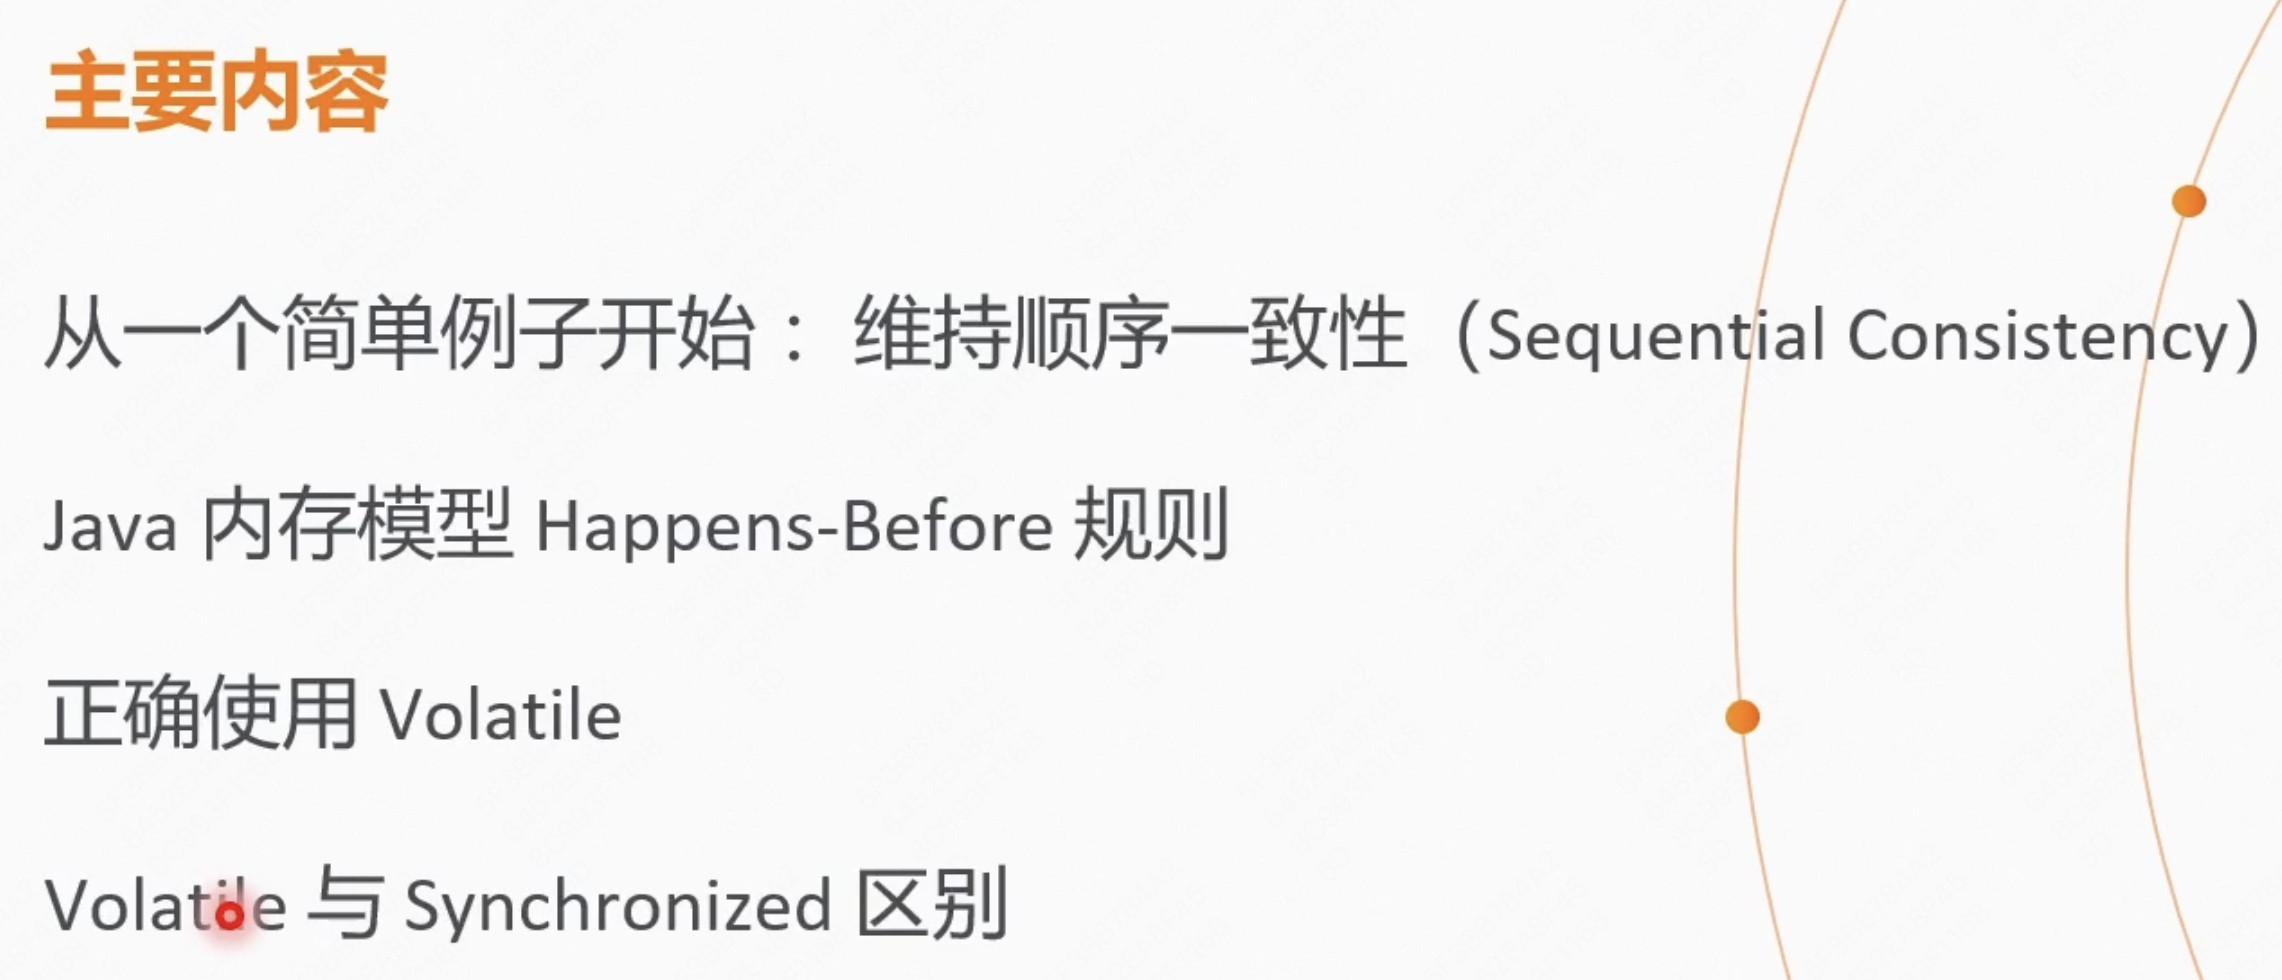 主要内容
从一个简单例子开始： 维持顺序一致性（Sequential Consistency）
Java 内存模型 Happens-Before 规则
正确使用 Volatile
Volatile 与 Synchronized 区别